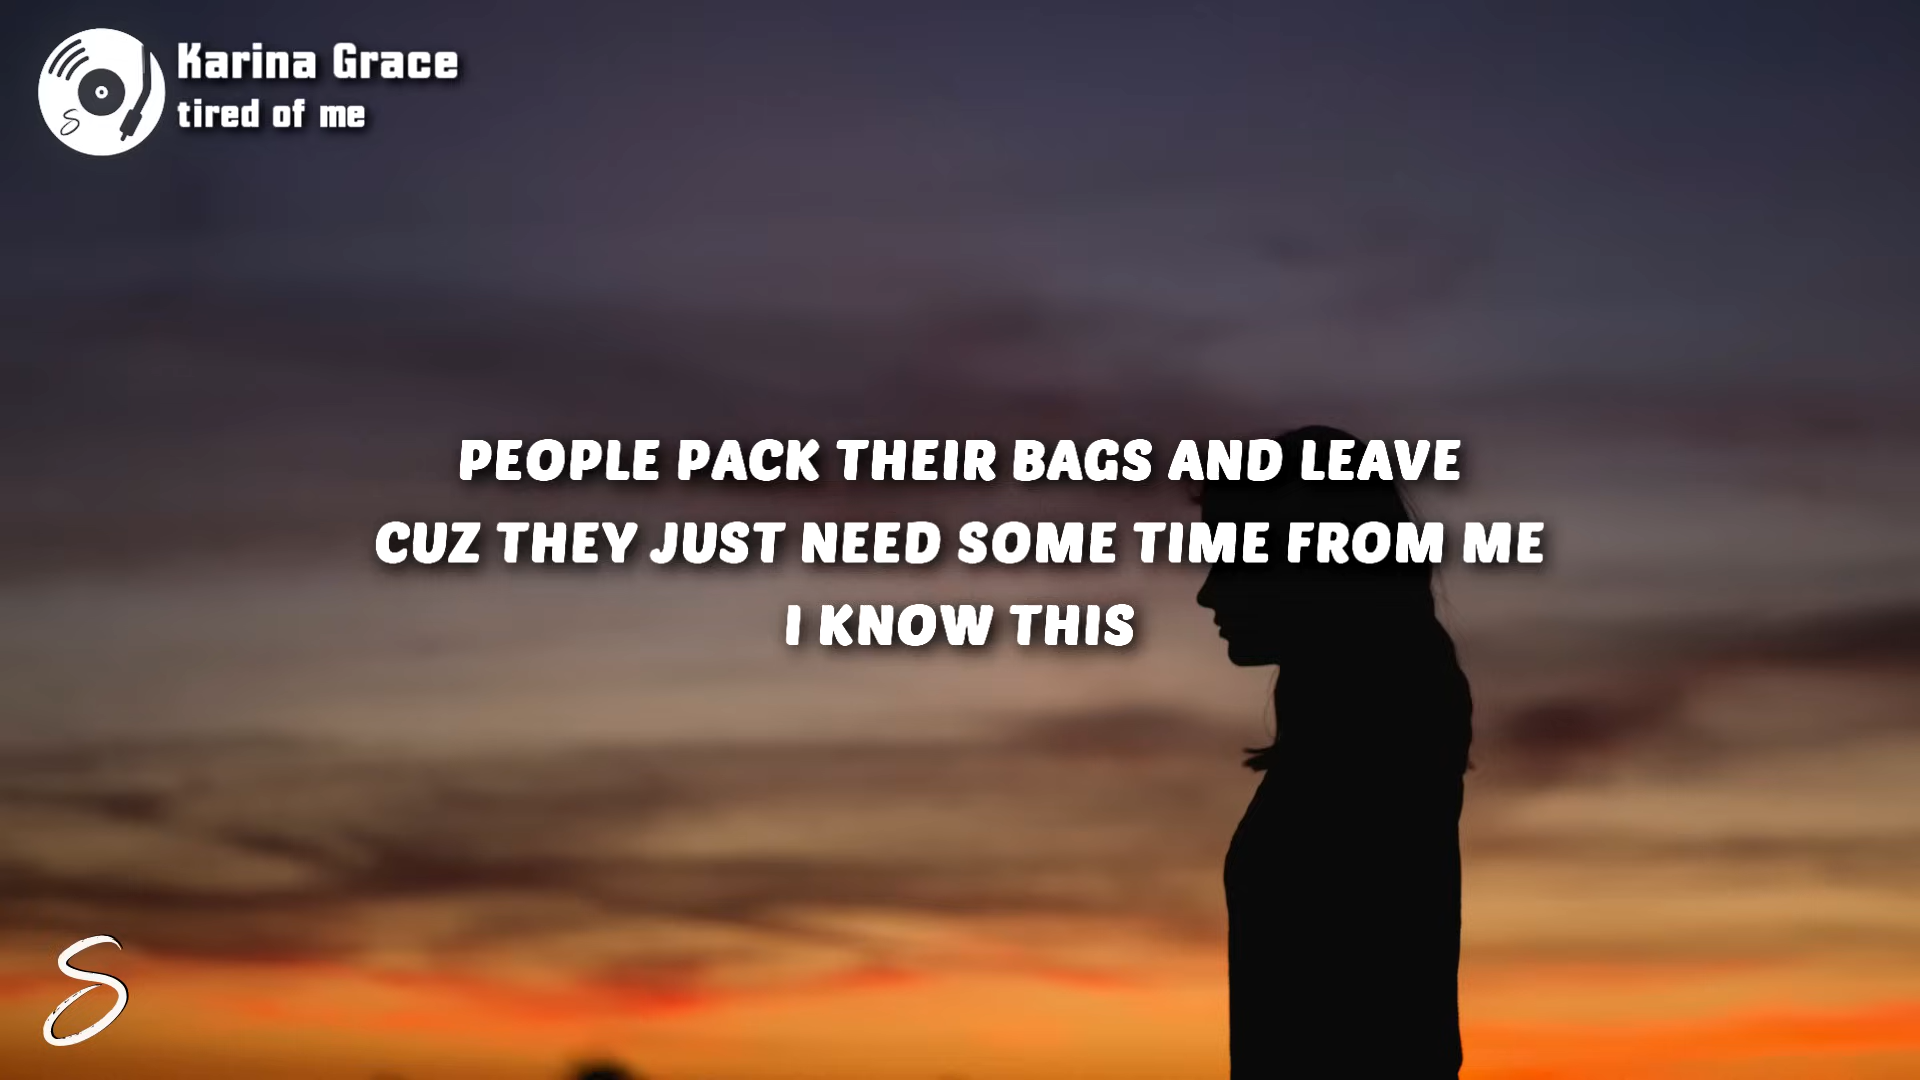 Karina Grace
tired of me
PEOPLE PACK THEIR BAGS AND LEAVE
CUZ THEY JUST NEED SOME TIME FROM ME
I KNOW THIS
S
S